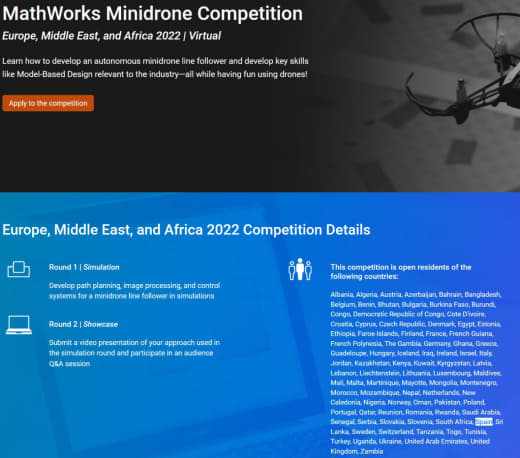 MathWorks Minidrone Competition
Europe, Middle East, and Africa 2022 | Virtual
Learn how to develop an autonomous minidrone line follower and develop key skills
like Model-Based Design relevant to the industry—all while having fun using drones!
Apply to the competition
Europe, Middle East, and Africa 2022 Competition Details
Round 1 | Simulation
Develop path planning, image processing, and control
systems for a minidrone line follower in simulations
Round 2 | Showcase
Submit a video presentation of your approach used in
the simulation round and participate in an audience
Q&A session
This competition is open residents of the
following countries:
Albania, Algeria, Austria, Azerbaijan, Bahrain, Bangladesh,
Belgium, Benin, Bhutan, Bulgaria, Burkina Faso, Burundi,
Congo, Democratic Republic of Congo, Cote D'ivoire,
Croatia, Cyprus, Czech Republic, Denmark, Egypt, Estonia,
Ethiopia, Faroe Islands, Finland, France, French Guiana,
French Polynesia, The Gambia, Germany, Ghana, Greece,
Guadeloupe, Hungary, Iceland, Iraq, Ireland, Israel, Italy,
Jordan, Kazakhstan, Kenya, Kuwait, Kyrgyzstan, Latvia,
Lebanon, Liechtenstein, Lithuania, Luxembourg, Maldives,
Mali, Malta, Martinique, Mayotte, Mongolia, Montenegro,
Morocco, Mozambique, Nepal, Netherlands, New
Caledonia, Nigeria, Norway, Oman, Pakistan, Poland,
Portugal, Qatar, Reunion, Romania, Rwanda, Saudi Arabia,
Senegal, Serbia, Slovakia, Slovenia, South Africa, Spain, Sri
Lanka, Sweden, Switzerland, Tanzania, Togo, Tunisia,
Turkey, Uganda, Ukraine, United Arab Emirates, United
Kingdom, Zambia